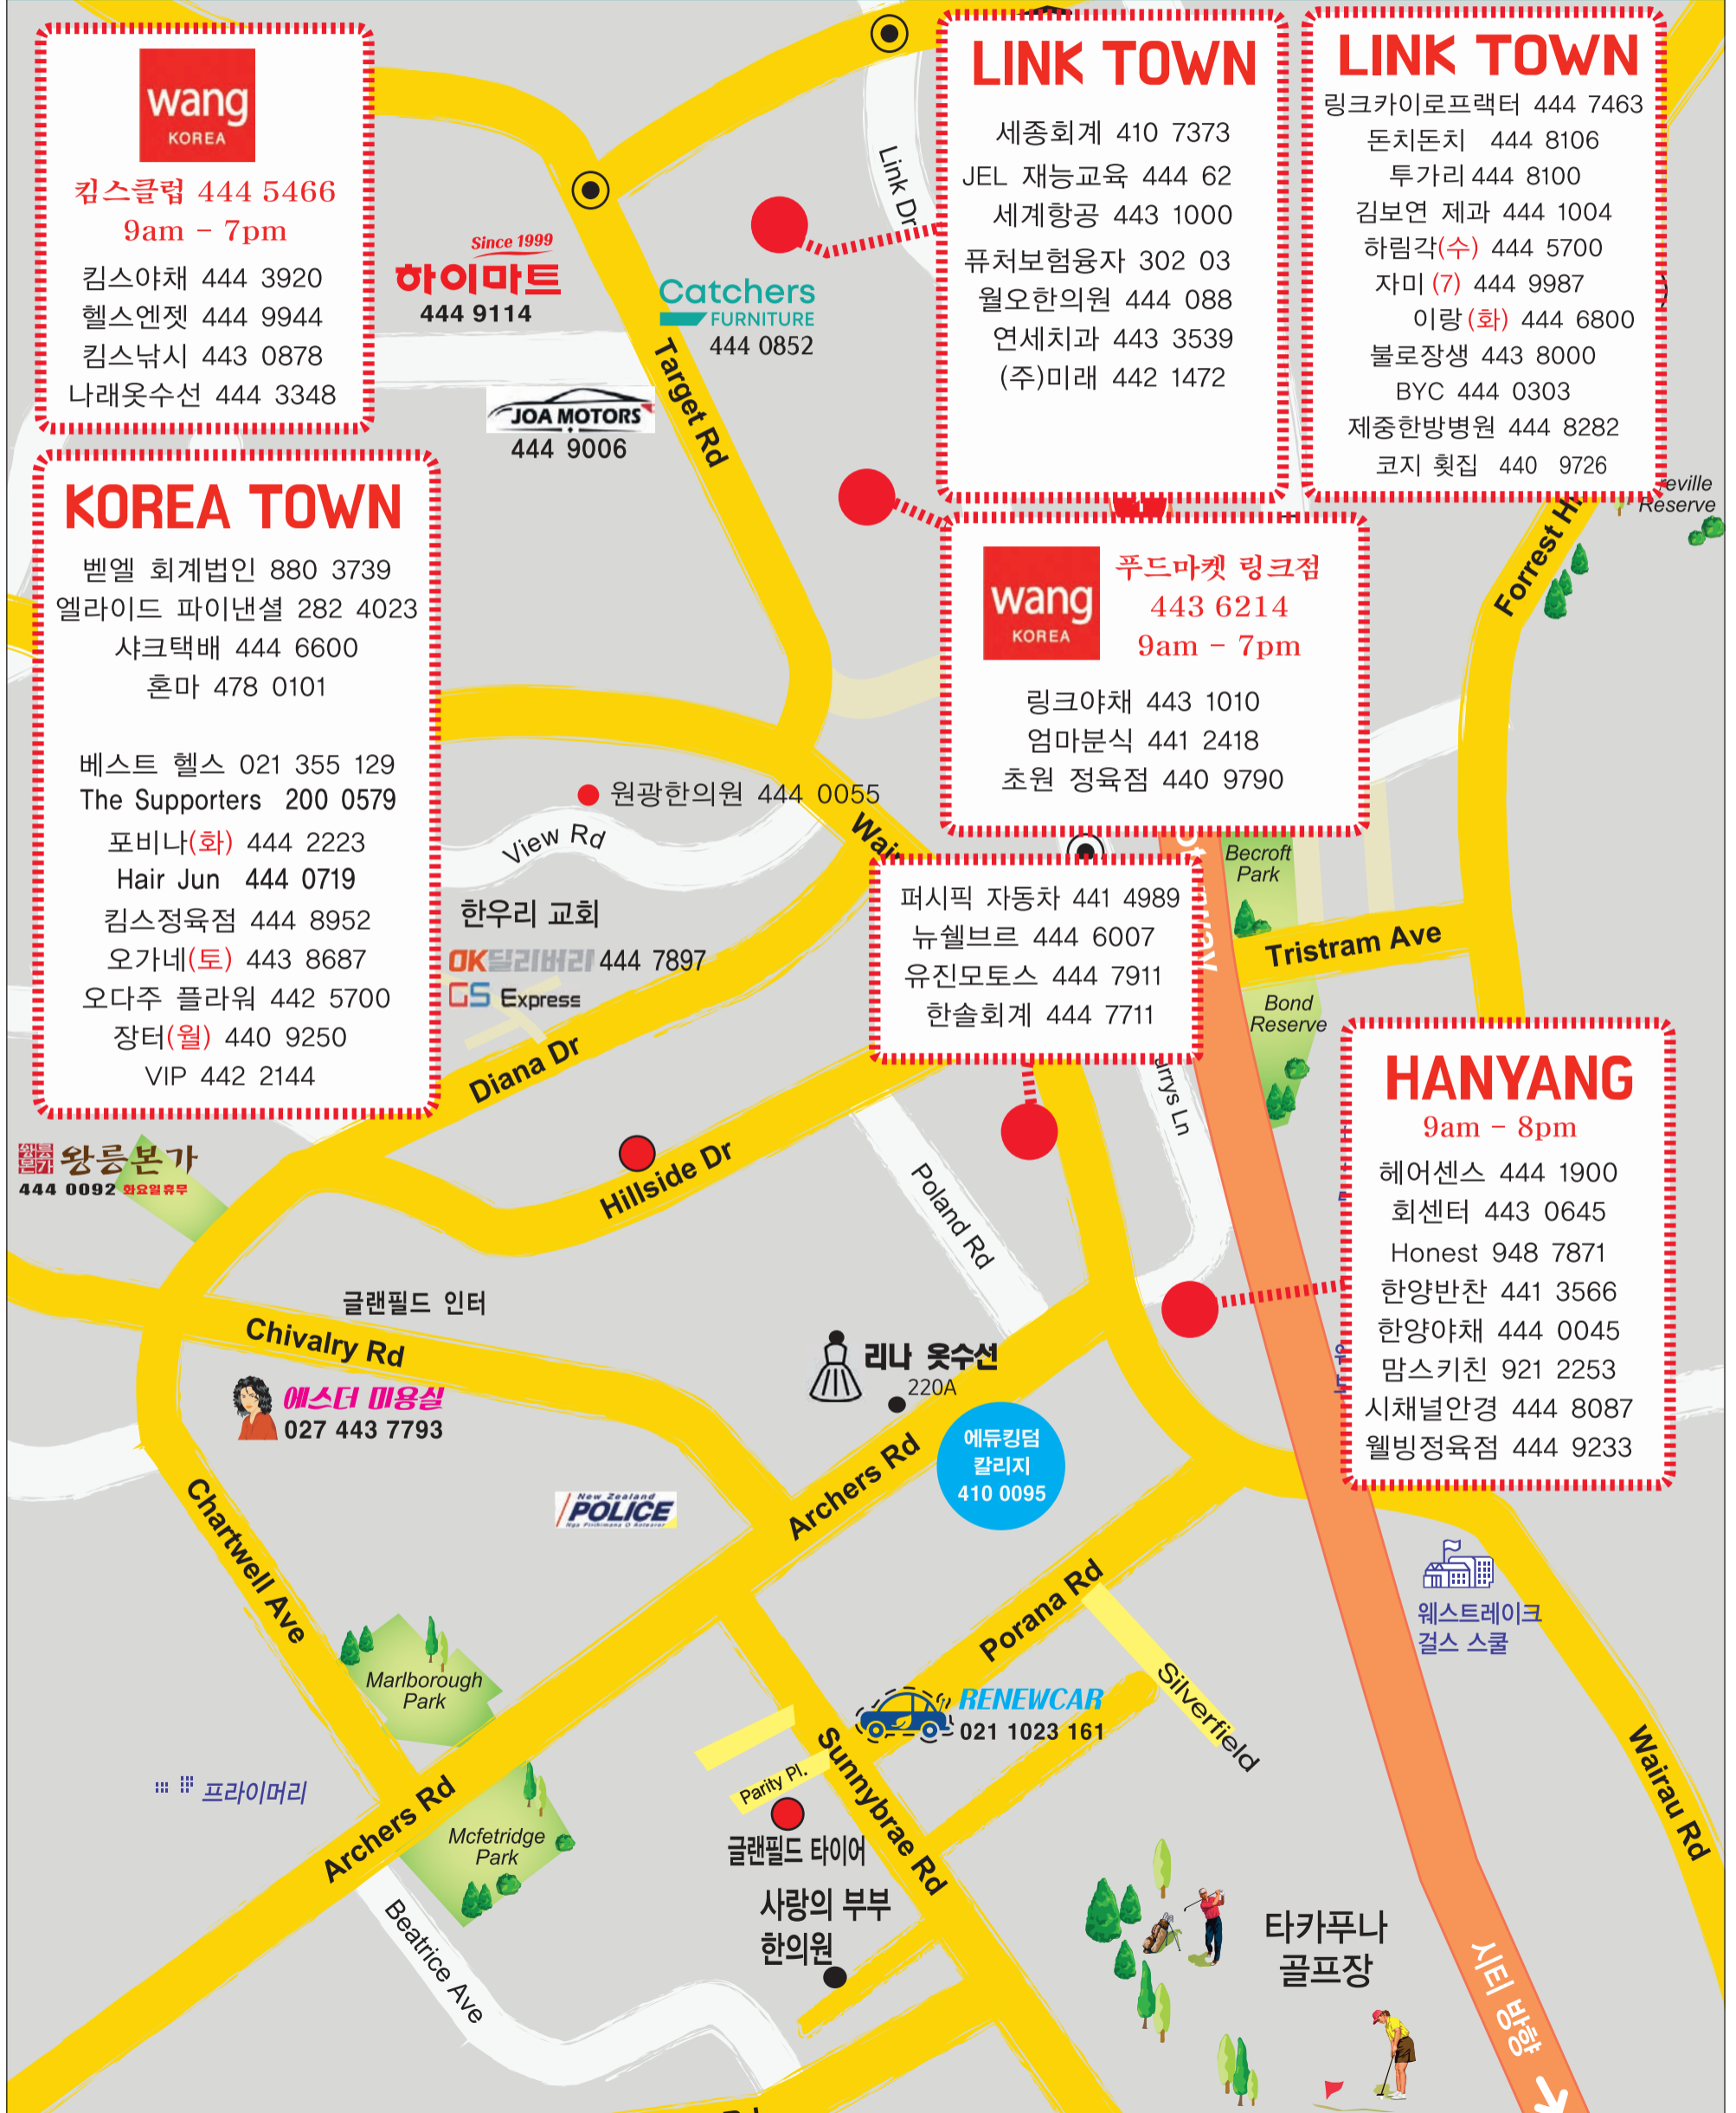 wang
KOREA
킴스클럽 444 5466
9am - 7pm
킴스야채 444 3920
헬스엔젯 444 9944
킴스낚시 443 0878
나래옷수선 444 3348
Since 1999
하이마트
444 9114
Catchers
FURNITURE
444 0852
JOA MOTORS
444 9006
Target Rd
Link Dr
LINK TOWN
세종회계 410 7373
JEL 재능교육 444 62
세계항공 443 1000
퓨처보험융자 302 03
월오한의원 444 088
연세치과 443 3539
(주)미래 442 1472
LINK TOWN
링크카이로프랙터 444 7463
돈치돈치 444 8106
투가리 444 8100
김보연 제과 444 1004
하림각(수) 444 5700
자미 (7) 444 9987
이랑 (화) 444 6800
불로장생 443 8000
BYC 444 0303
제중한방병원 444 8282
코지 횟집 440 9726
Reserve
KOREA TOWN
벧엘 회계법인 880 3739
엘라이드 파이낸셜 282 4023
샤크택배 444 6600
혼마 478 0101
베스트 헬스 021 355 129
The Supporters 200 0579
포비나(화) 444 2223
Hair Jun 444 0719
킴스정육점 444 8952
오가네(토) 443 8687
오다주 플라워 442 5700
장터(월) 440 9250
VIP 442 2144
wang
KOREA
푸드마켓 링크점
443 6214
9am - 7pm
링크야채 443 1010
엄마분식 441 2418
초원 정육점 440 9790
Forrest
원광한의원 444 0055
View Rd
한우리 교회
OK딜리버리 444 7897
GS Express
Diana Dr
퍼시픽 자동차 441 4989
뉴쉘브르 444 6007
유진모토스 444 7911
한솔회계 444 7711
Becroft
Park
Tristram Ave
Bond
Reserve
HANYANG
9am - 8pm
헤어센스 444 1900
회센터 443 0645
Honest 948 7871
한양반찬 441 3566
한양야채 444 0045
맘스키친 921 2253
시채널안경 444 8087
웰빙정육점 444 9233
왕릉본가
왕릉본가
444 0092 화요일휴무
Hillside Dr
Poland Rd
Ln
글랜필드 인터
Chivalry Rd
에스더 미용실
027 443 7793
리나 옷수선
220A
에듀킹덤
칼리지
410 0095
Archers Rd
New Zealand
POLICE
Nga Pirihimana O Aotearoa
Chartwell Ave
Porana Rd
웨스트레이크
걸스 스쿨
Marlborough
Park
RENEWCAR
021 1023 161
Silverfield
Parity Pl.
Sunnybrae Rd
Wairau Rd
프라이머리
Archers Rd
Mcfetridge
Park
글랜필드 타이어
사랑의 부부
한의원
Beatrice Ave
타카푸나
골프장
시티 방향